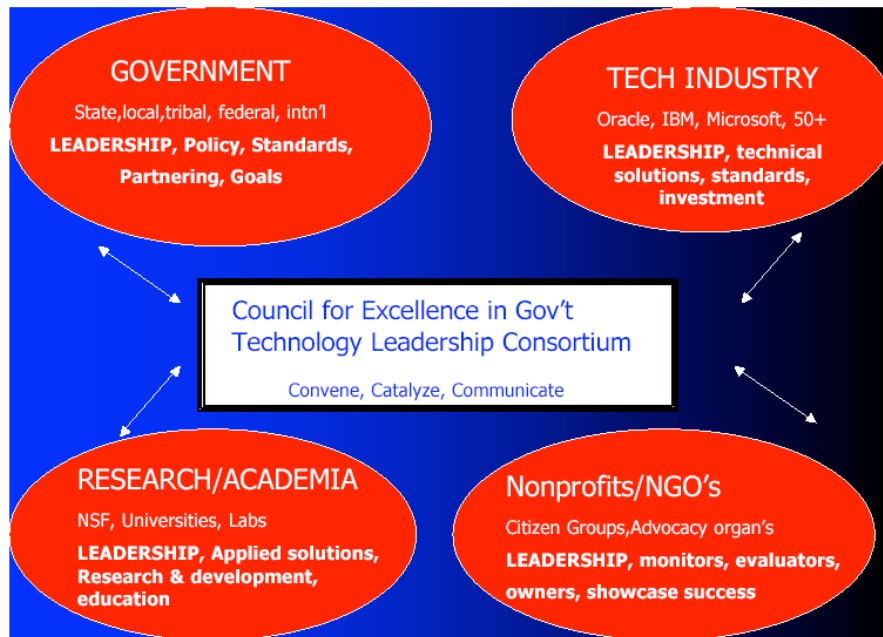 GOVERNMENT
State,local,tribal, federal, intn'l
LEADERSHIP, Policy, Standards,
Partnering, Goals
TECH INDUSTRY
Oracle, IBM, Microsoft, 50+
LEADERSHIP, technical
solutions, standards,
investment
Council for Excellence in Gov't
Technology Leadership Consortium
Convene, Catalyze, Communicate
RESEARCH/ACADEMIA
NSF, Universities, Labs
LEADERSHIP, Applied solutions,
Research & development,
education
Nonprofits/NGO's
Citizen Groups,Advocacy organ's
LEADERSHIP, monitors, evaluators,
owners, showcase success